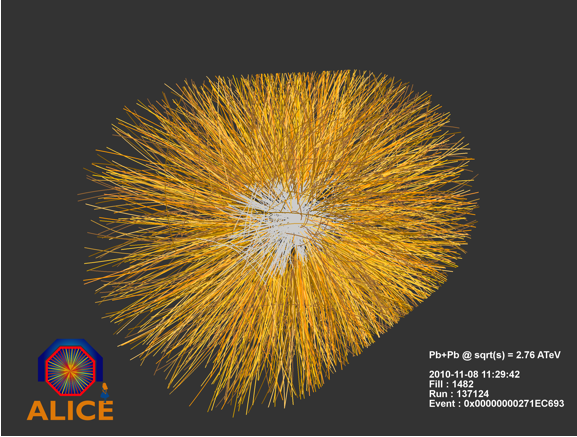 Pb+Pb @ sqrt(s) = 2.76 ATeV
2010-11-08 11:29:42
Fill : 1482
Run : 137124
Event : 0x00000000271EC693
ALICE